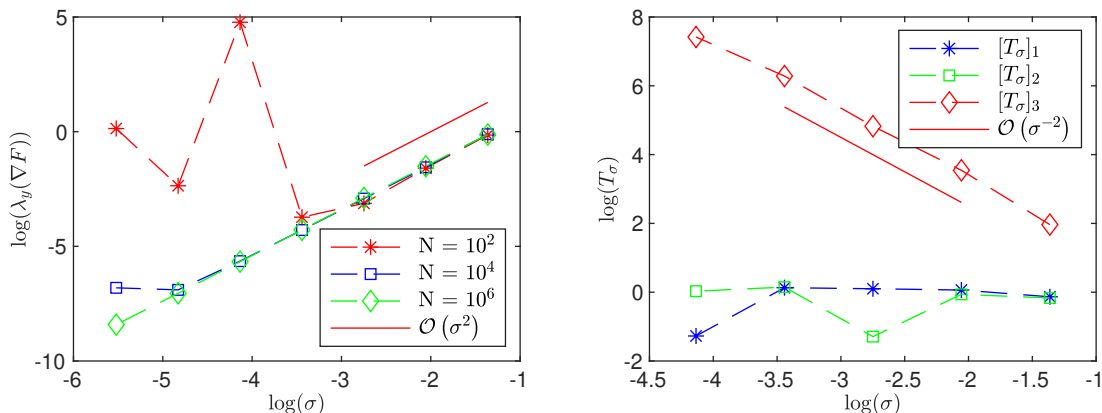 5
0
-5
-10
log(λ_y(∇F))
-6
-5
-4
-3
-2
-1
log(σ)
N = 10^2
N = 10^4
N = 10^6
O (σ^2)
8
6
4
2
0
-2
log(T_σ)
-4.5
-4
-3.5
-3
-2.5
-2
-1.5
-1
log(σ)
[T_σ]_1
[T_σ]_2
[T_σ]_3
O (σ^{-2})